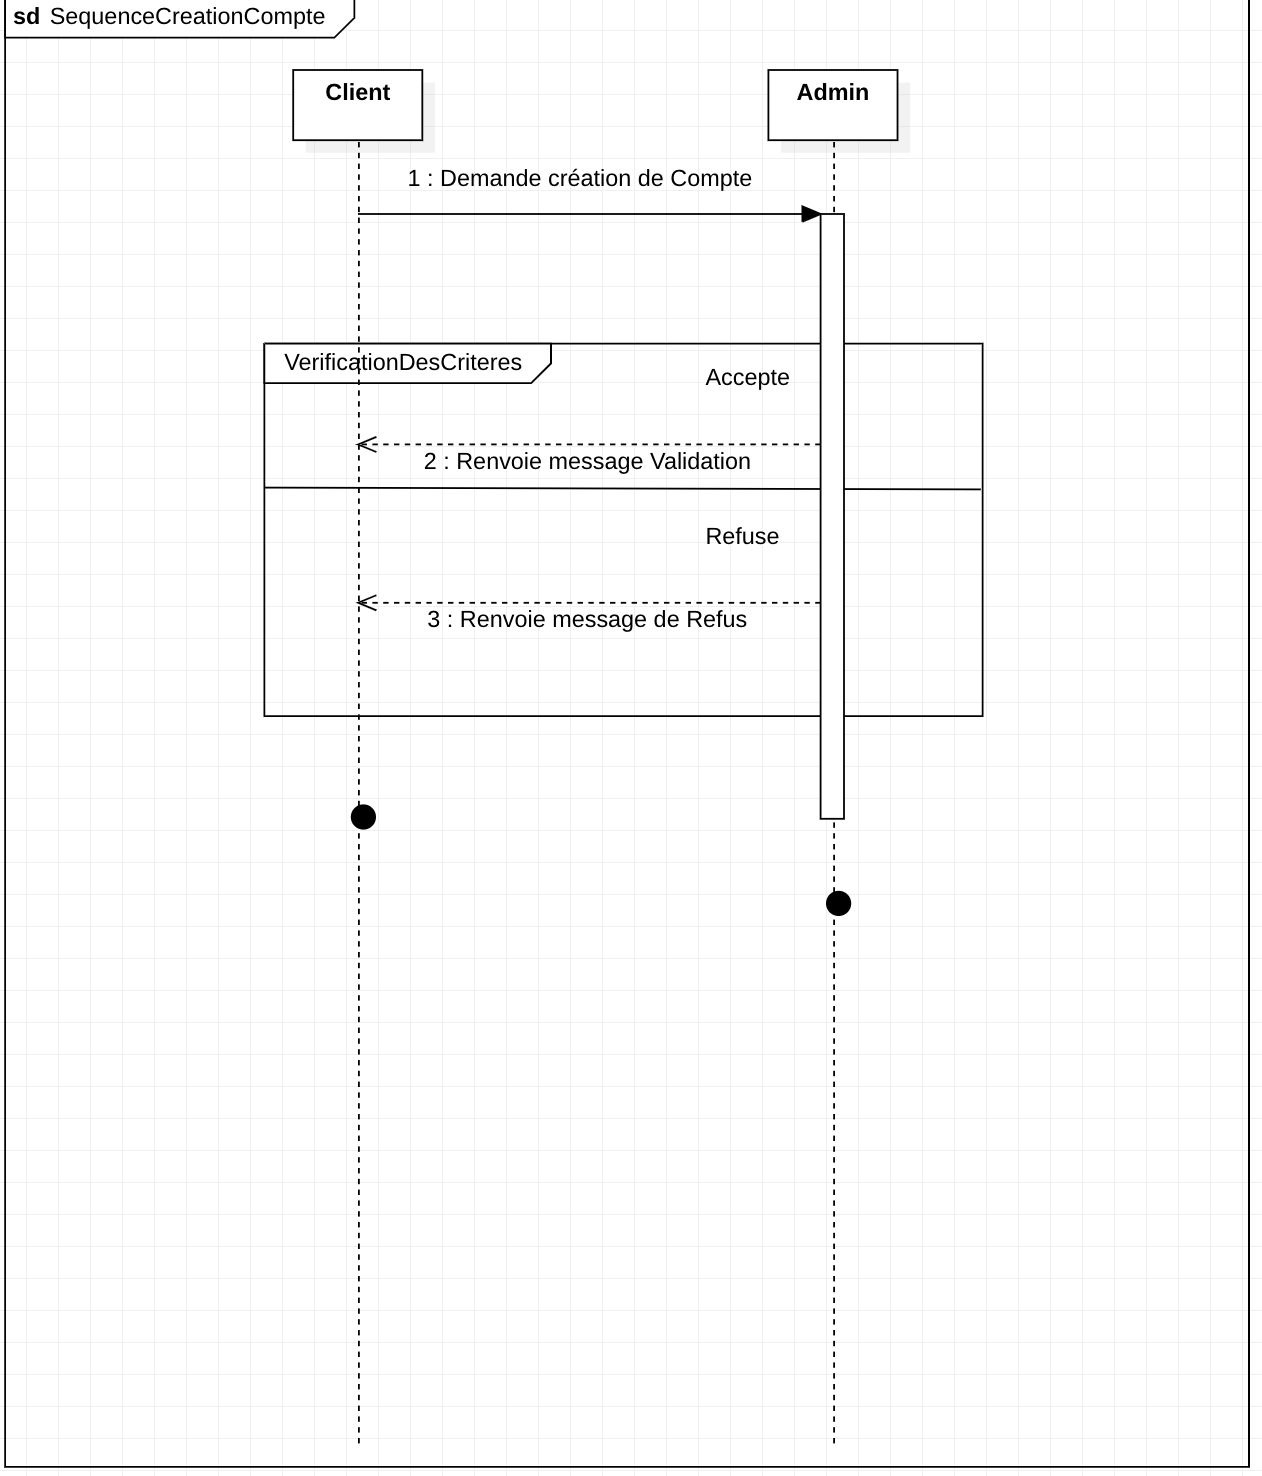 sd SequenceCreationCompte
Client
Admin
1 : Demande création de Compte
VerificationDesCriteres
Accepte
2 : Renvoie message Validation
Refuse
3 : Renvoie message de Refus